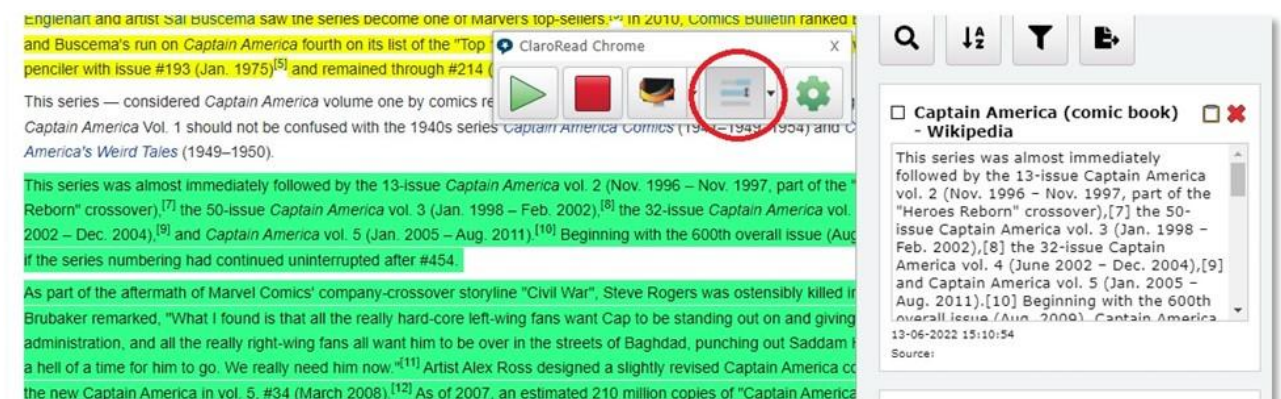 Englehart and artist Sal Buscema saw the series become one of Marvel's top-sellers.[5] In 2010, Comics Bulletin ranked
and Buscema's run on Captain America fourth on its list of the "Top
penciler with issue #193 (Jan. 1975)[5] and remained through #214 (
This series — considered Captain America volume one by comics re
Captain America Vol. 1 should not be confused with the 1940s series Captain America Comics (1941–1949, 1954) and C
America's Weird Tales (1949–1950).
This series was almost immediately followed by the 13-issue Captain America vol. 2 (Nov. 1996 – Nov. 1997, part of the "
Reborn" crossover),[7] the 50-issue Captain America vol. 3 (Jan. 1998 – Feb. 2002),[8] the 32-issue Captain America vol.
2002 – Dec. 2004),[9] and Captain America vol. 5 (Jan. 2005 – Aug. 2011).[10] Beginning with the 600th overall issue (Aug
if the series numbering had continued uninterrupted after #454.
As part of the aftermath of Marvel Comics' company-crossover storyline "Civil War", Steve Rogers was ostensibly killed in
Brubaker remarked, "What I found is that all the really hard-core left-wing fans want Cap to be standing out on and giving
administration, and all the really right-wing fans all want him to be over in the streets of Baghdad, punching out Saddam
a hell of a time for him to go. We really need him now."[11] Artist Alex Ross designed a slightly revised Captain America co
the new Captain America in vol. 5, #34 (March 2008).[12] As of 2007, an estimated 210 million copies of "Captain America
ClaroRead Chrome X
Captain America (comic book)
- Wikipedia
This series was almost immediately
followed by the 13-issue Captain America
vol. 2 (Nov. 1996 – Nov. 1997, part of the
"Heroes Reborn" crossover),[7] the 50-
issue Captain America vol. 3 (Jan. 1998 –
Feb. 2002),[8] the 32-issue Captain
America vol. 4 (June 2002 – Dec. 2004),[9]
and Captain America vol. 5 (Jan. 2005 –
Aug. 2011).[10] Beginning with the 600th
overall issue (Aug. 2009), Captain America
13-06-2022 15:10:54
Source: